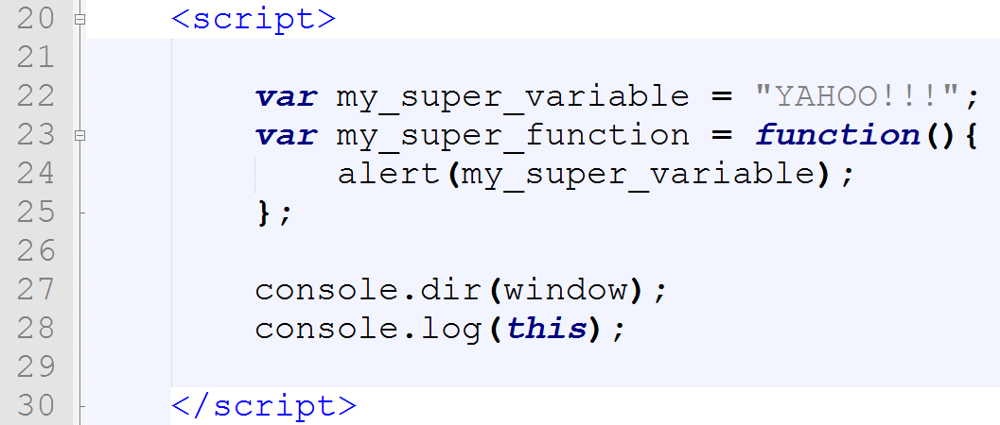 20 <script>
21
22 var my_super_variable = "YAHOO!!!";
23 var my_super_function = function(){
24 alert(my_super_variable);
25 };
26
27 console.dir(window);
28 console.log(this);
29
30 </script>